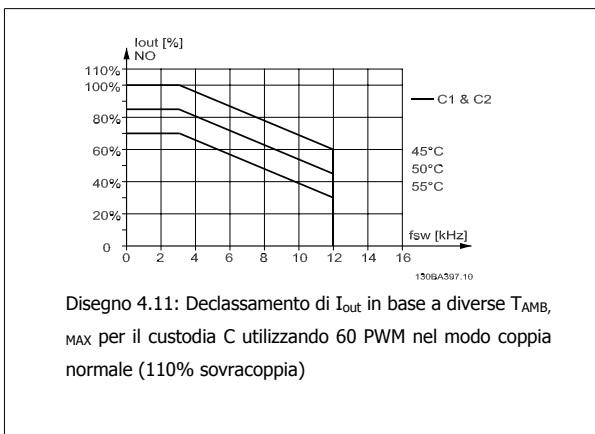 Iout [%]
NO
110%
100%
80%
60%
40%
20%
0
0 2 4 6 8 10 12 14 16
fsw [kHz]
C1 & C2
45°C
50°C
55°C
130BA397.10
Disegno 4.11: Declassamento di Iout in base a diverse TAMB,
MAX per il custodia C utilizzando 60 PWM nel modo coppia
normale (110% sovracoppia)